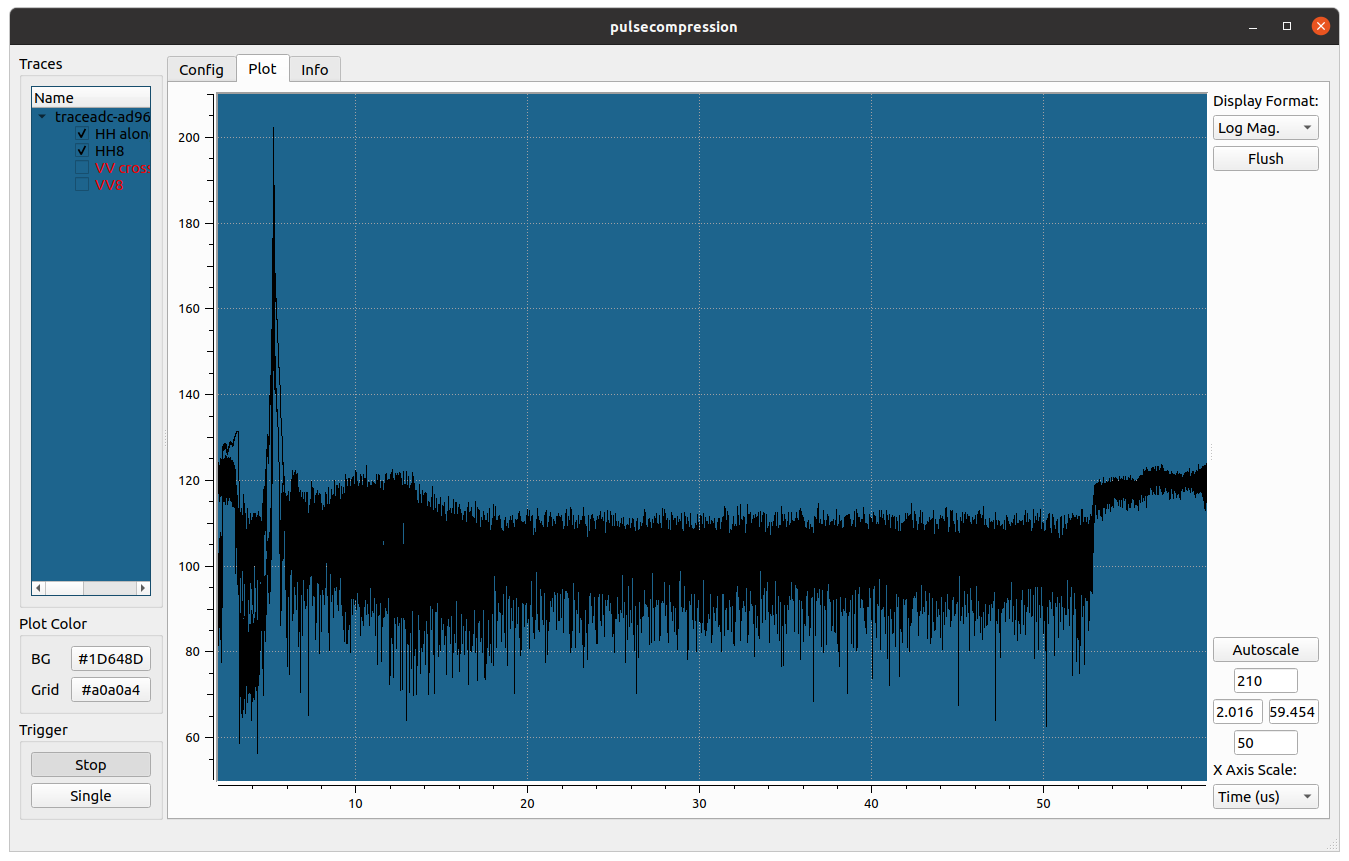 pulsecompression
Traces
Name
traceadc-ad96
HH alon
HH8
VV cross
VV8
Plot Color
BG #1D648D
Grid #a0a0a4
Trigger
Stop
Single
Config Plot Info
200
180
160
140
120
100
80
60
10 20 30 40 50
Display Format:
Log Mag.
Flush
Autoscale
210
2.016 59.454
50
X Axis Scale:
Time (us)